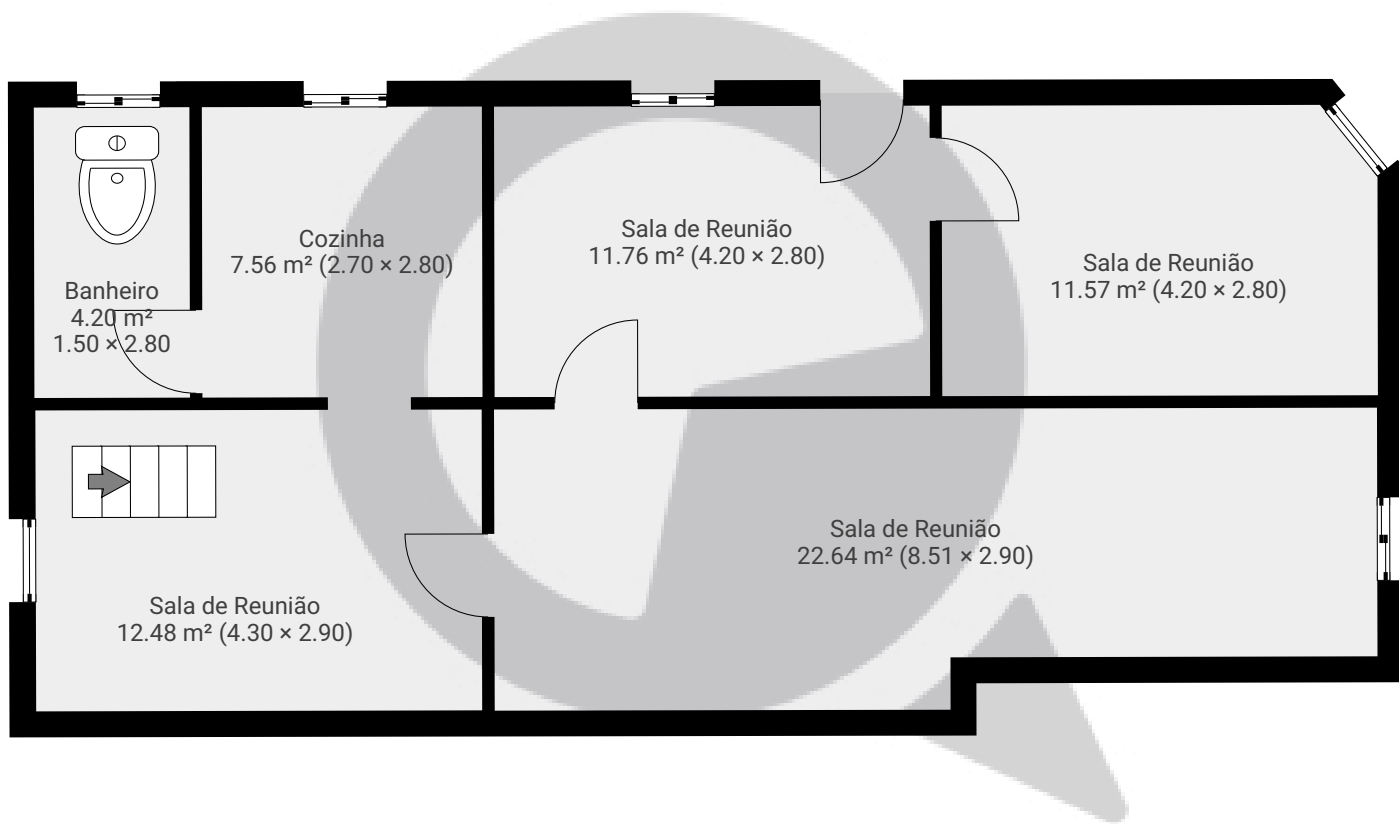 Banheiro
4.20 m²
1.50 × 2.80
Cozinha
7.56 m² (2.70 × 2.80)
Sala de Reunião
11.76 m² (4.20 × 2.80)
Sala de Reunião
11.57 m² (4.20 × 2.80)
Sala de Reunião
12.48 m² (4.30 × 2.90)
Sala de Reunião
22.64 m² (8.51 × 2.90)